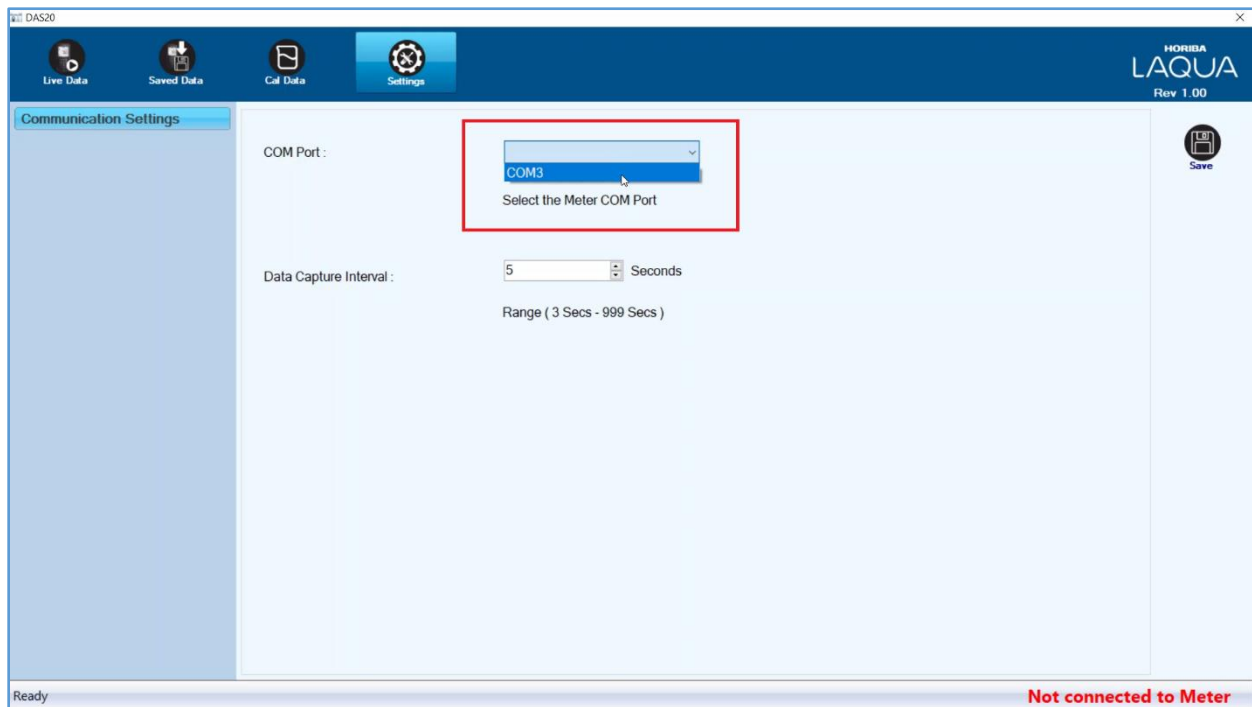 DAS20
Live Data
Saved Data
Cal Data
Settings
HORIBA
LAQUA
Rev 1.00
Communication Settings
COM Port :
COM3
Select the Meter COM Port
Save
Data Capture Interval :
5
Seconds
Range ( 3 Secs - 999 Secs )
Ready
Not connected to Meter